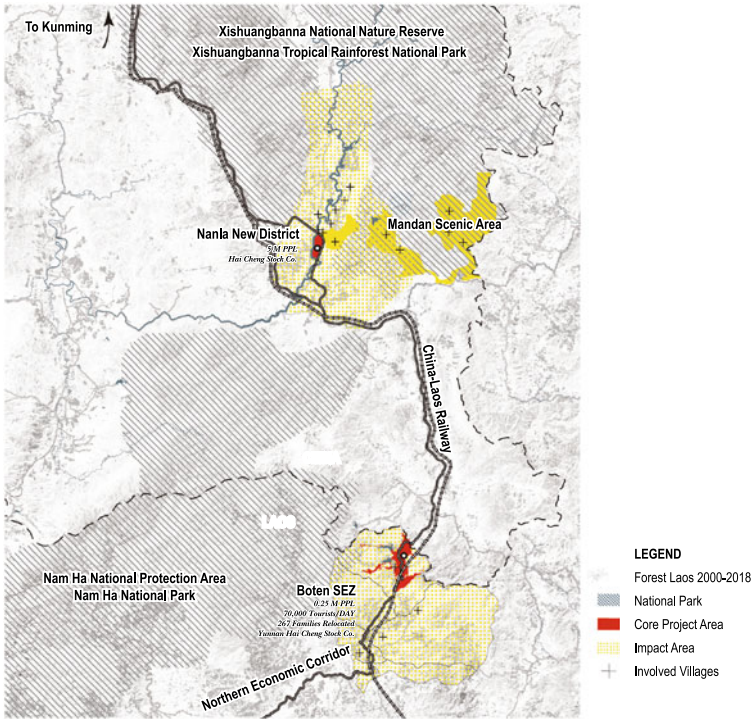 To Kunming
Xishuangbanna National Nature Reserve
Xishuangbanna Tropical Rainforest National Park
Nanla New District
5 M PPL
Hai Cheng Stock Co.
Mandan Scenic Area
China-Laos Railway
LAOS
Nam Ha National Protection Area
Nam Ha National Park
Boten SEZ
0.25 M PPL
70,000 Tourists/DAY
267 Families Relocated
Yunnan Hai Cheng Stock Co.
Northern Economic Corridor
LEGEND
Forest Laos 2000-2018
National Park
Core Project Area
Impact Area
Involved Villages